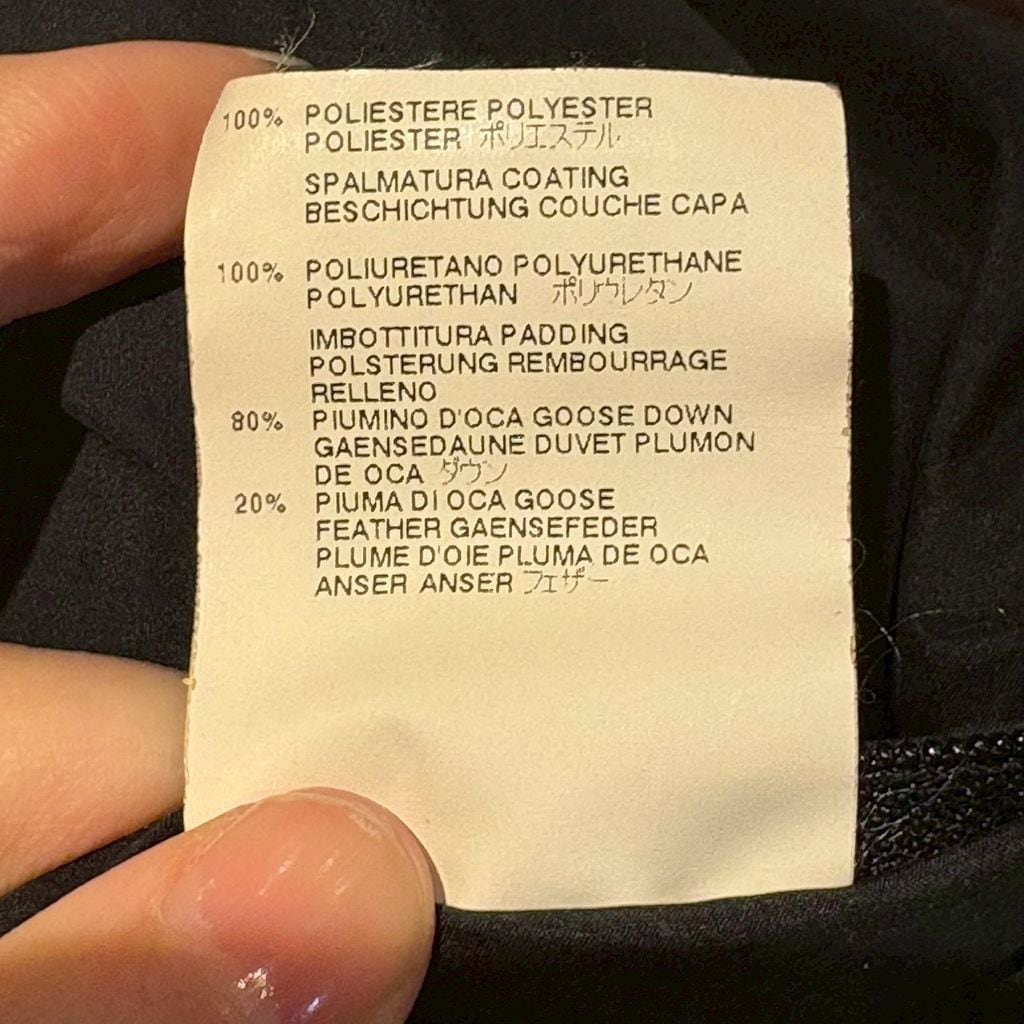 100% POLIESTERE POLYESTER
POLIESTER ポリエステル
SPALMATURA COATING
BESCHICHTUNG COUCHE CAPA
100% POLIURETANO POLYURETHANE
POLYURETHAN ポリウレタン
IMBOTTITURA PADDING
POLSTERUNG REMBOURRAGE
RELLENO
80% PIUMINO D'OCA GOOSE DOWN
GAENSEDAUNE DUVET PLUMON
DE OCA ダウン
20% PIUMA DI OCA GOOSE
FEATHER GAENSEFEDER
PLUME D'OIE PLUMA DE OCA
ANSER ANSER フェザー